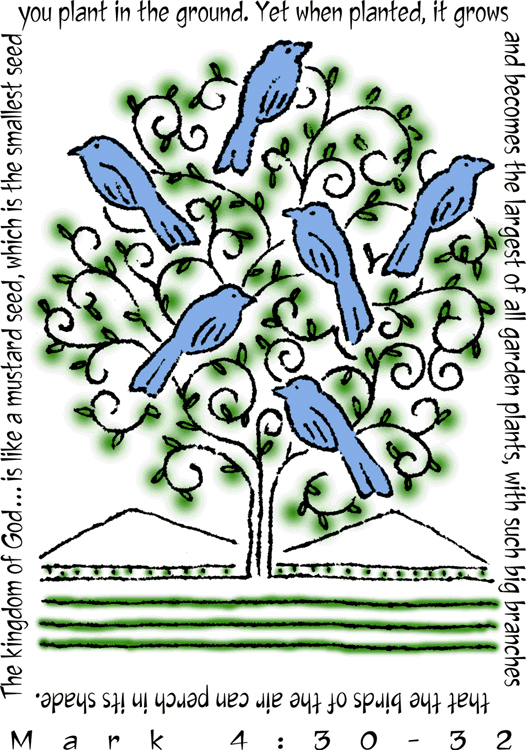 The kingdom of God... is like a mustard seed, which is the smallest seed
you plant in the ground. Yet when planted, it grows
and becomes the largest of all garden plants, with such big branches
that the birds of the air can perch in its shade.
Mark 4:30-32